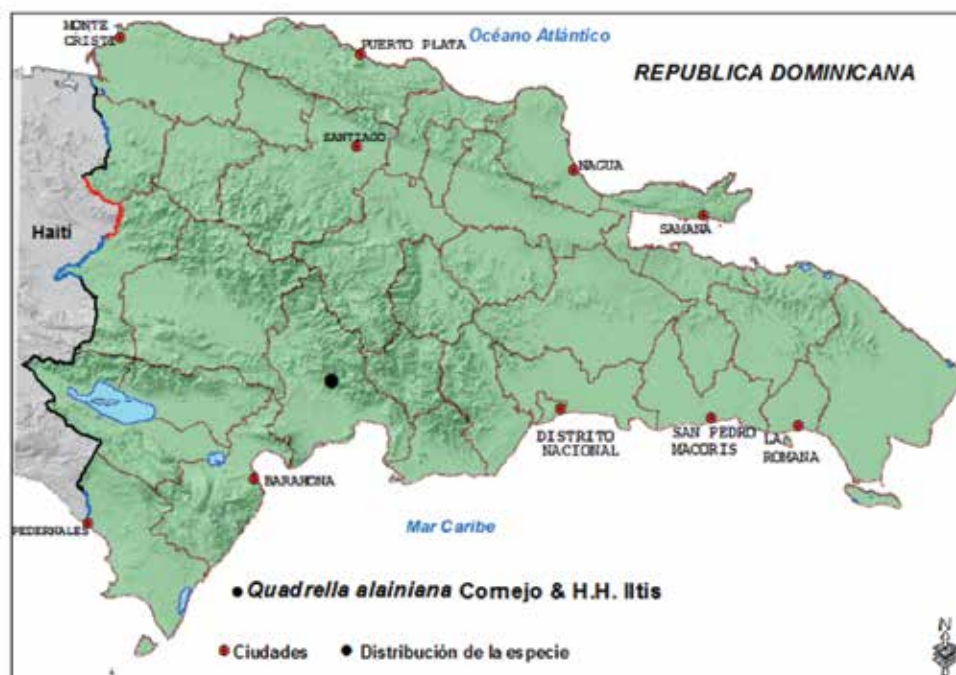 MONTE
CRISTI
PUERTO PLATA
Océano Atlántico
REPUBLICA DOMINICANA
SANTIAGO
NAGUA
SAMANA
Haití
DISTRITO
NACIONAL
SAN PEDRO
MACORIS
LA
ROMANA
BARAHONA
PEDERNALES
Mar Caribe
Quadrella alainiana Cornejo & H.H. Iltis
Ciudades
Distribución de la especie
N